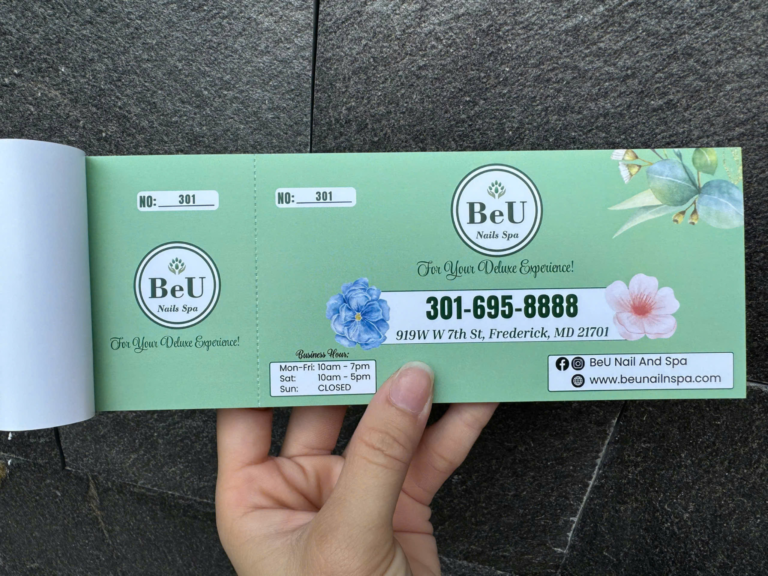 NO: 301
BeU
Nails Spa
For Your Deluxe Experience!
NO: 301
BeU
Nails Spa
For Your Deluxe Experience!
301-695-8888
919W W 7th St, Frederick, MD 21701
Business Hour:
Mon-Fri: 10am - 7pm
Sat: 10am - 5pm
Sun: CLOSED
BeU Nail And Spa
www.beunailnspa.com